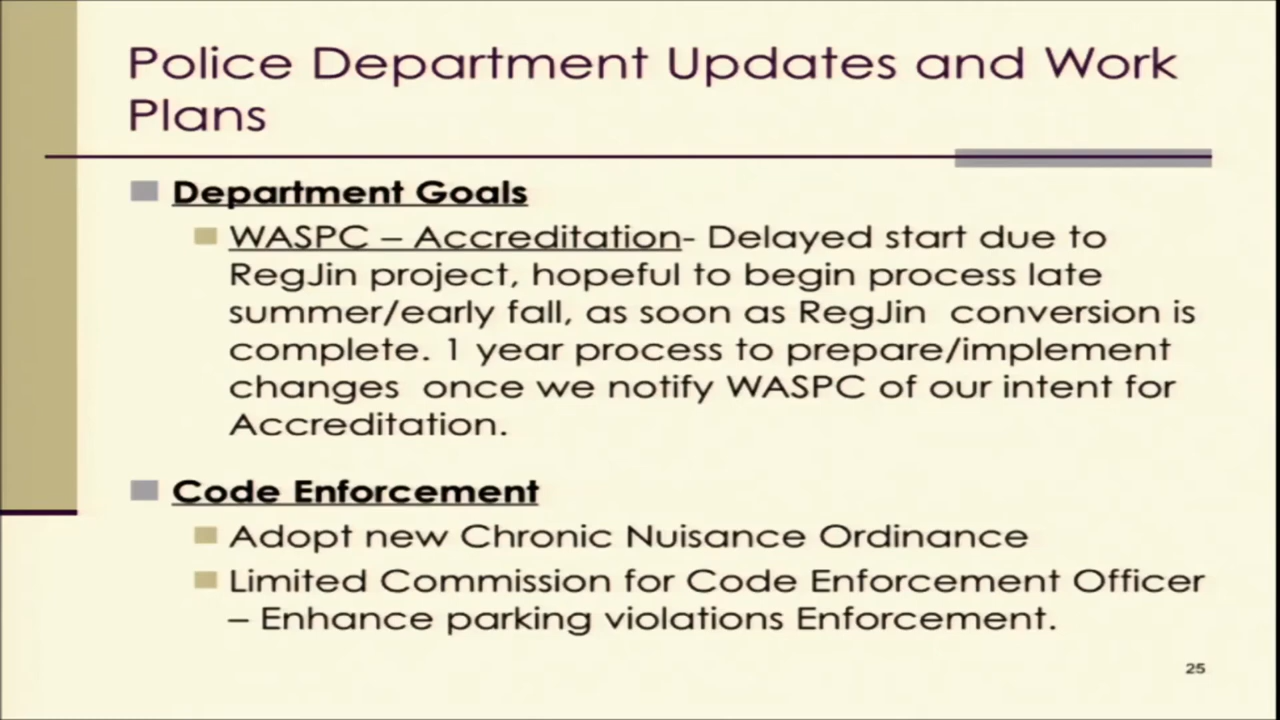 Police Department Updates and Work
Plans
Department Goals
WASPC – Accreditation- Delayed start due to
RegJin project, hopeful to begin process late
summer/early fall, as soon as RegJin  conversion is
complete. 1 year process to prepare/implement
changes  once we notify WASPC of our intent for
Accreditation.
Code Enforcement
Adopt new Chronic Nuisance Ordinance
Limited Commission for Code Enforcement Officer
– Enhance parking violations Enforcement.
25